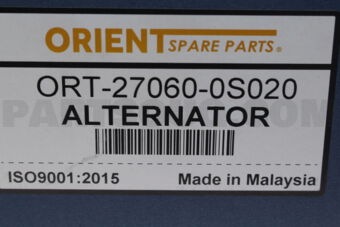 ORIENT SPARE PARTS®
ORT-27060-0S020
ALTERNATOR
ISO9001:2015 Made in Malaysia